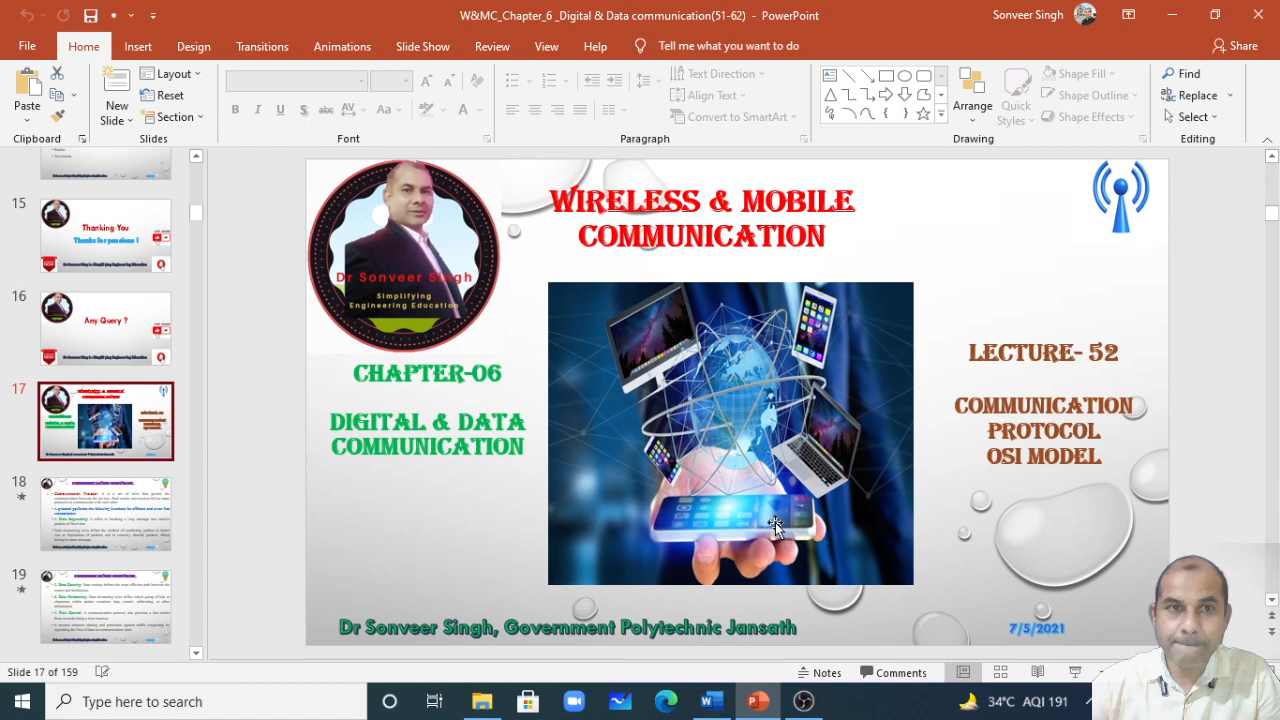 W&MC_Chapter_6 _Digital & Data communication(51-62) - PowerPoint
Sonveer Singh
File Home Insert Design Transitions Animations Slide Show Review View Help Tell me what you want to do Share
Paste
Clipboard
New Slide
Layout
Reset
Section
Slides
B I U S abc AV Aa A
Font
Text Direction
Align Text
Convert to SmartArt
Paragraph
Arrange
Quick Styles
Shape Fill
Shape Outline
Shape Effects
Drawing
Find
Replace
Select
Editing
15
Thanking You
16
Any Query ?
17
18
19
WIRELESS & MOBILE
COMMUNICATION
Dr Sonveer Singh
Simplifying
Engineering Education
CHAPTER-06
DIGITAL & DATA
COMMUNICATION
LECTURE- 52
COMMUNICATION
PROTOCOL
OSI MODEL
Dr Sonveer Singh, Government Polytechnic Jansath
7/5/2021
Slide 17 of 159
Notes
Comments
Type here to search
34°C AQI 191